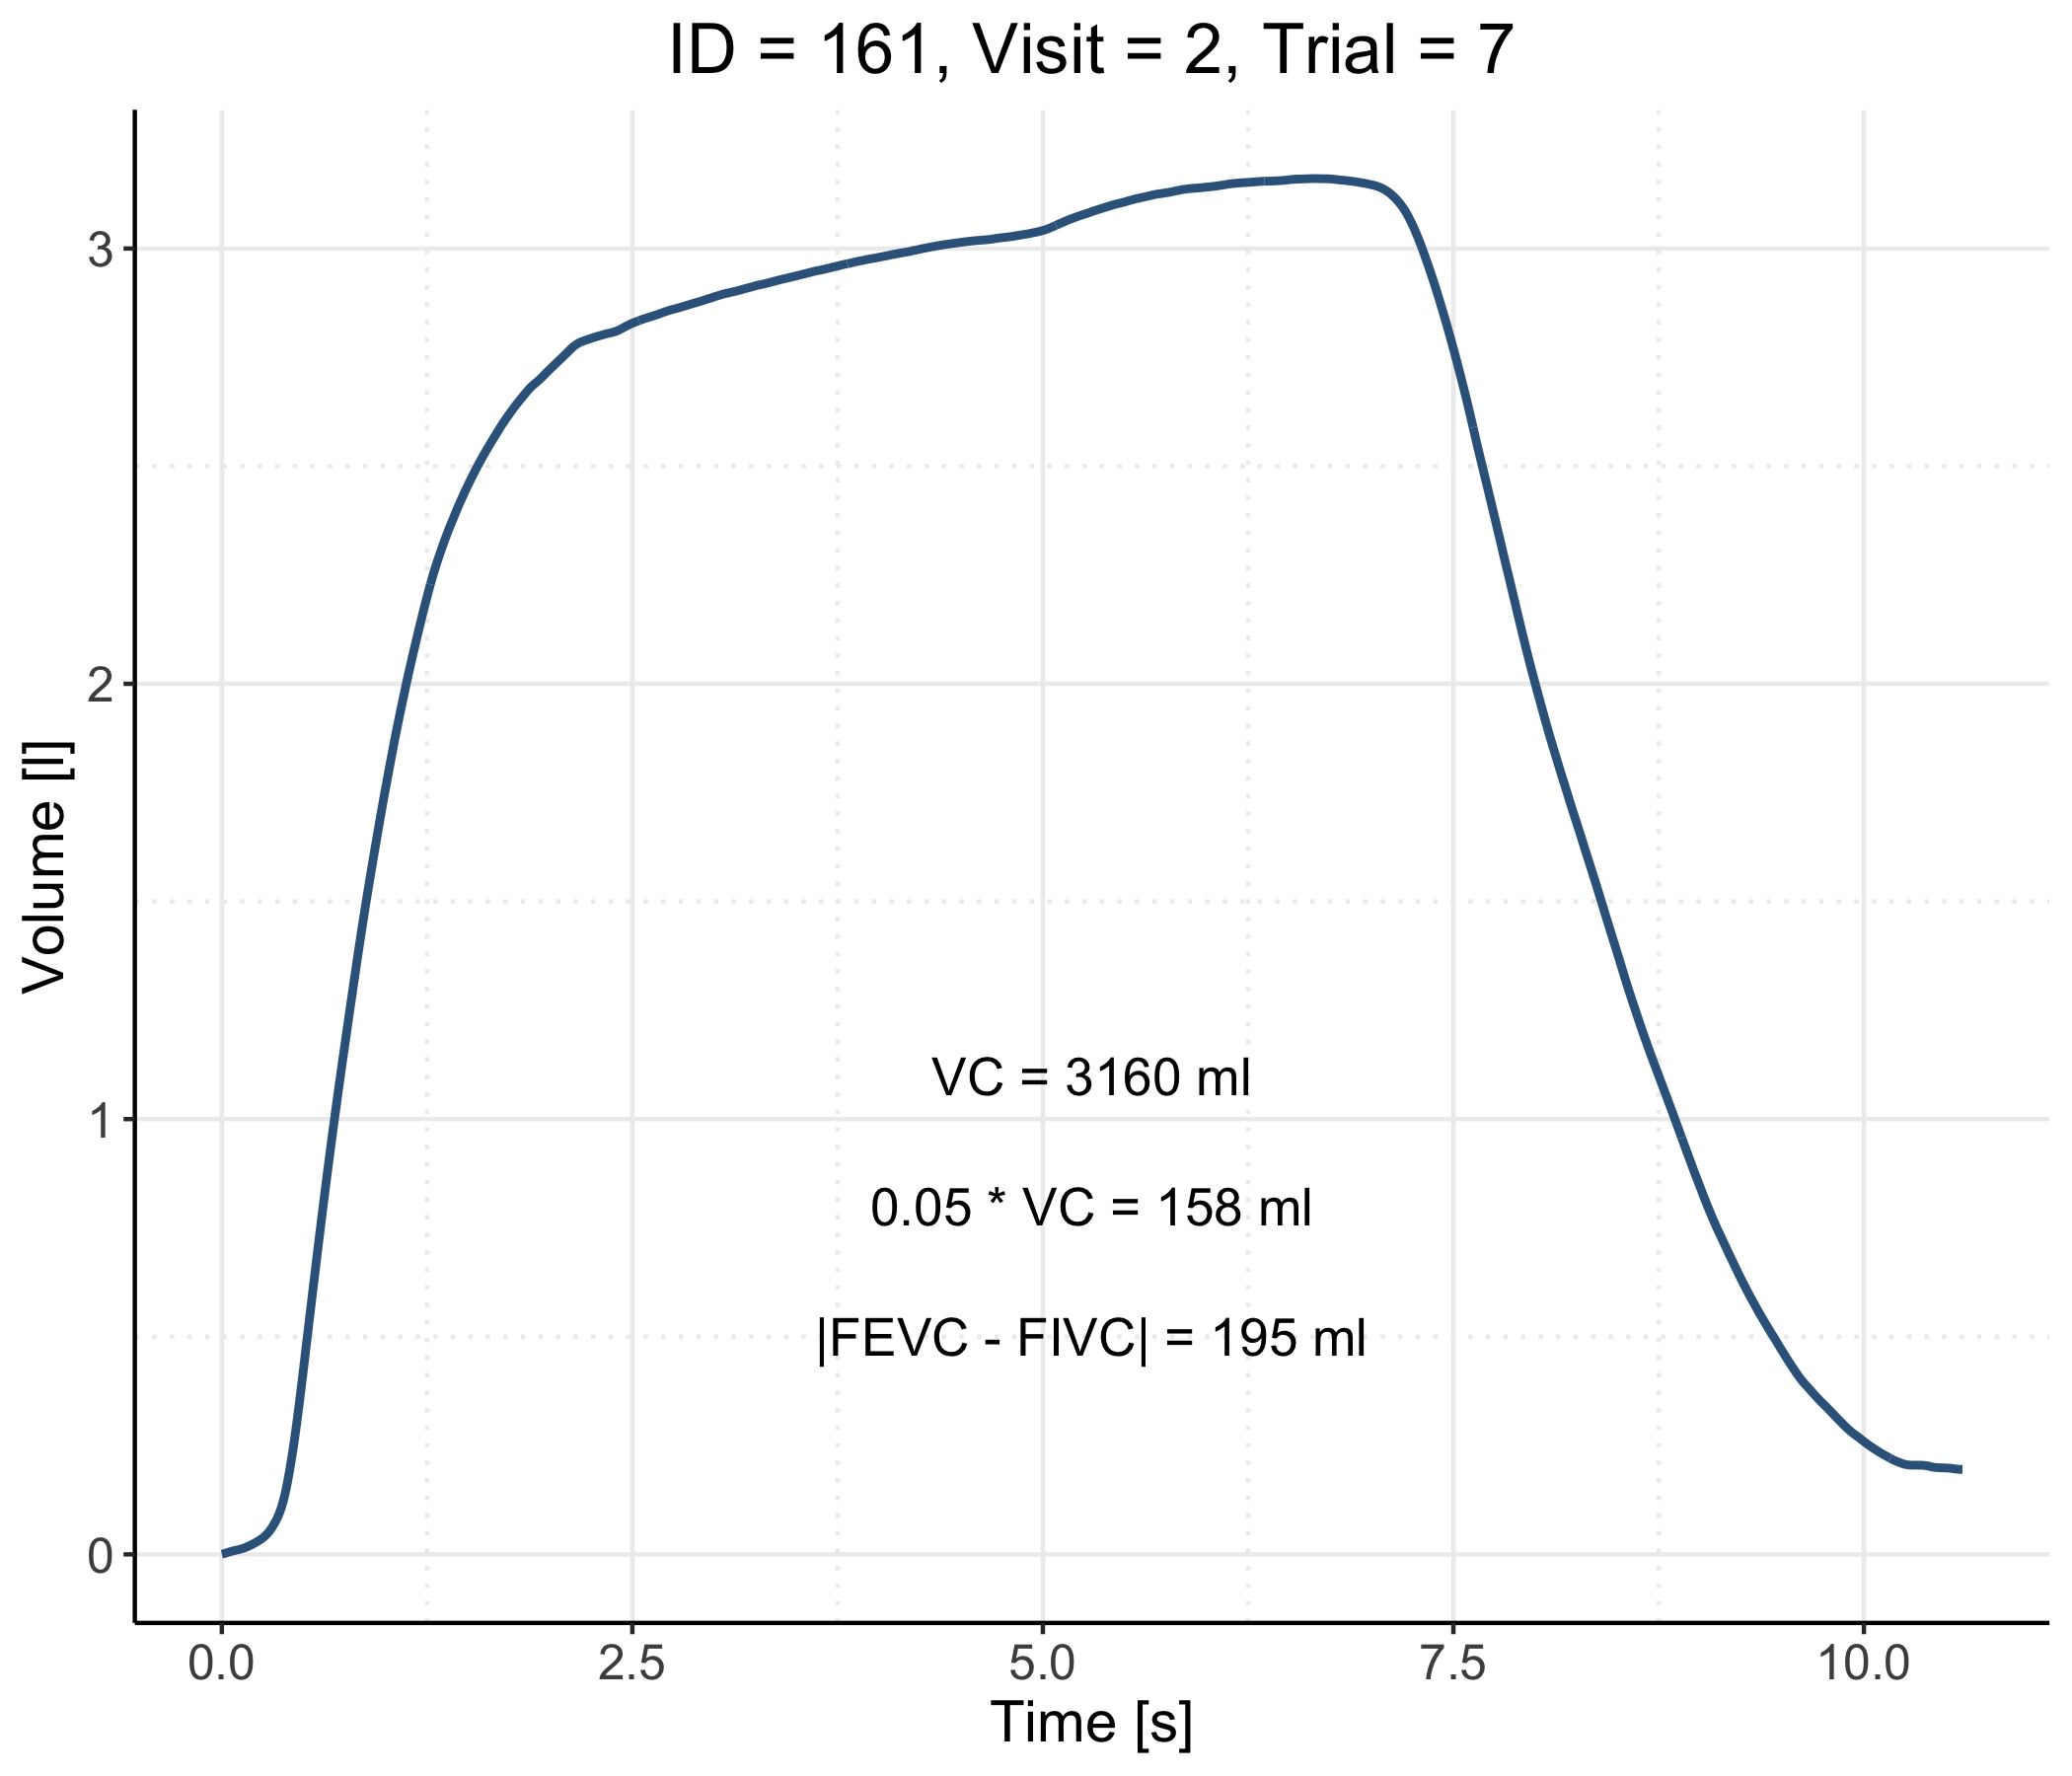 ID = 161, Visit = 2, Trial = 7
3
2
1
0
Volume [l]
VC = 3160 ml
0.05 * VC = 158 ml
|FEVC - FIVC| = 195 ml
0.0 2.5 5.0 7.5 10.0
Time [s]